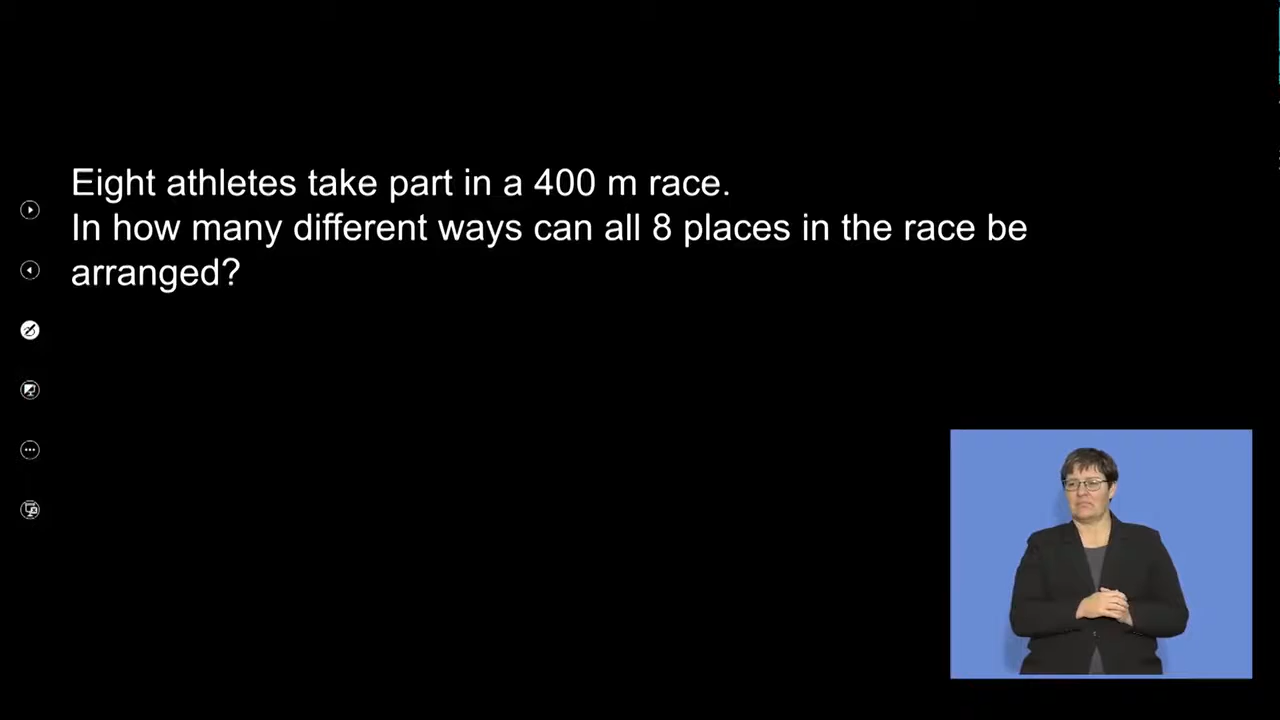 Eight athletes take part in a 400 m race.
In how many different ways can all 8 places in the race be
arranged?